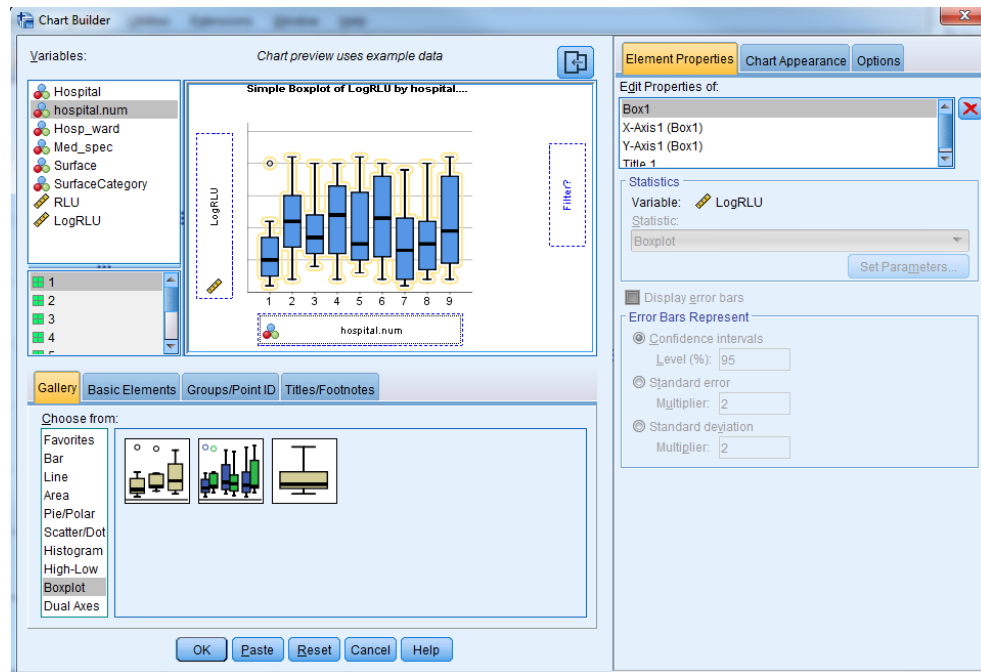 Chart Builder
Variables:
Chart preview uses example data
Hospital
hospital.num
Hosp_ward
Med_spec
Surface
SurfaceCategory
RLU
LogRLU
1
2
3
4
Simple Boxplot of LogRLU by hospital....
LogRLU
Filter?
1 2 3 4 5 6 7 8 9
hospital.num
Gallery Basic Elements Groups/Point ID Titles/Footnotes
Choose from:
Favorites
Bar
Line
Area
Pie/Polar
Scatter/Dot
Histogram
High-Low
Boxplot
Dual Axes
OK Paste Reset Cancel Help
Element Properties Chart Appearance Options
Edit Properties of:
Box1
X-Axis1 (Box1)
Y-Axis1 (Box1)
Title 1
Statistics
Variable: LogRLU
Statistic:
Boxplot
Set Parameters...
Display error bars
Error Bars Represent
Confidence intervals
Level (%): 95
Standard error
Multiplier: 2
Standard deviation
Multiplier: 2